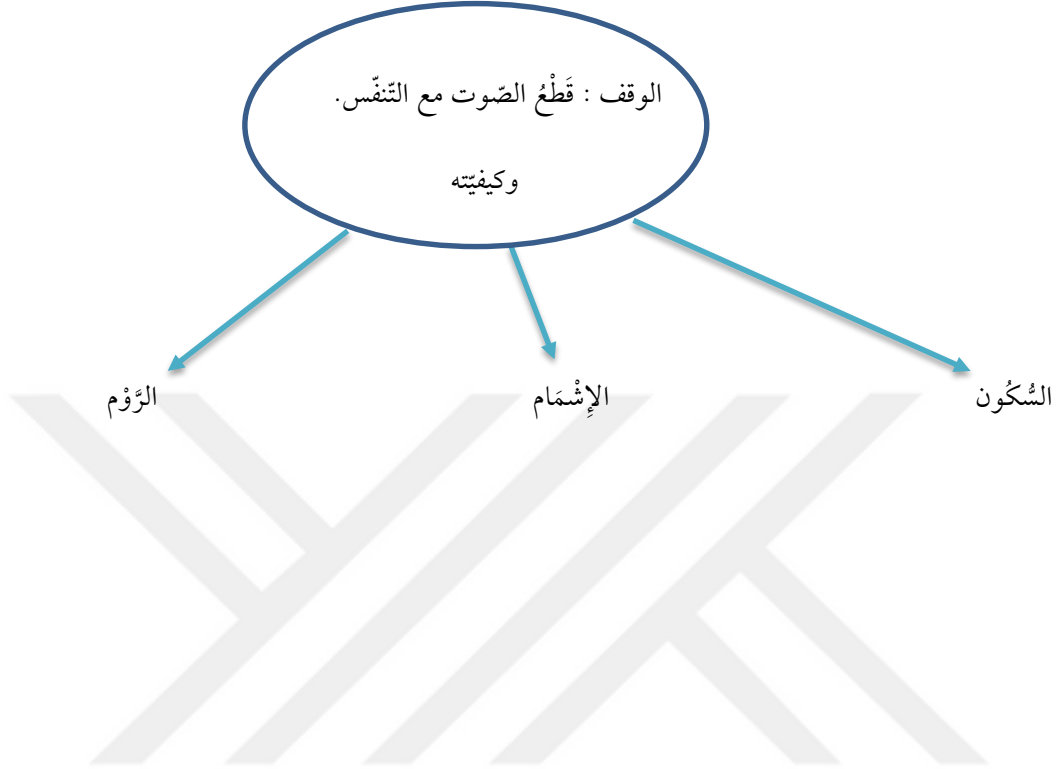 الوقف : قَطْعُ الصّوت مع التّنفّس.
وكيفيّته
السُّكُون
الإِشْمَام
الرَّوْم